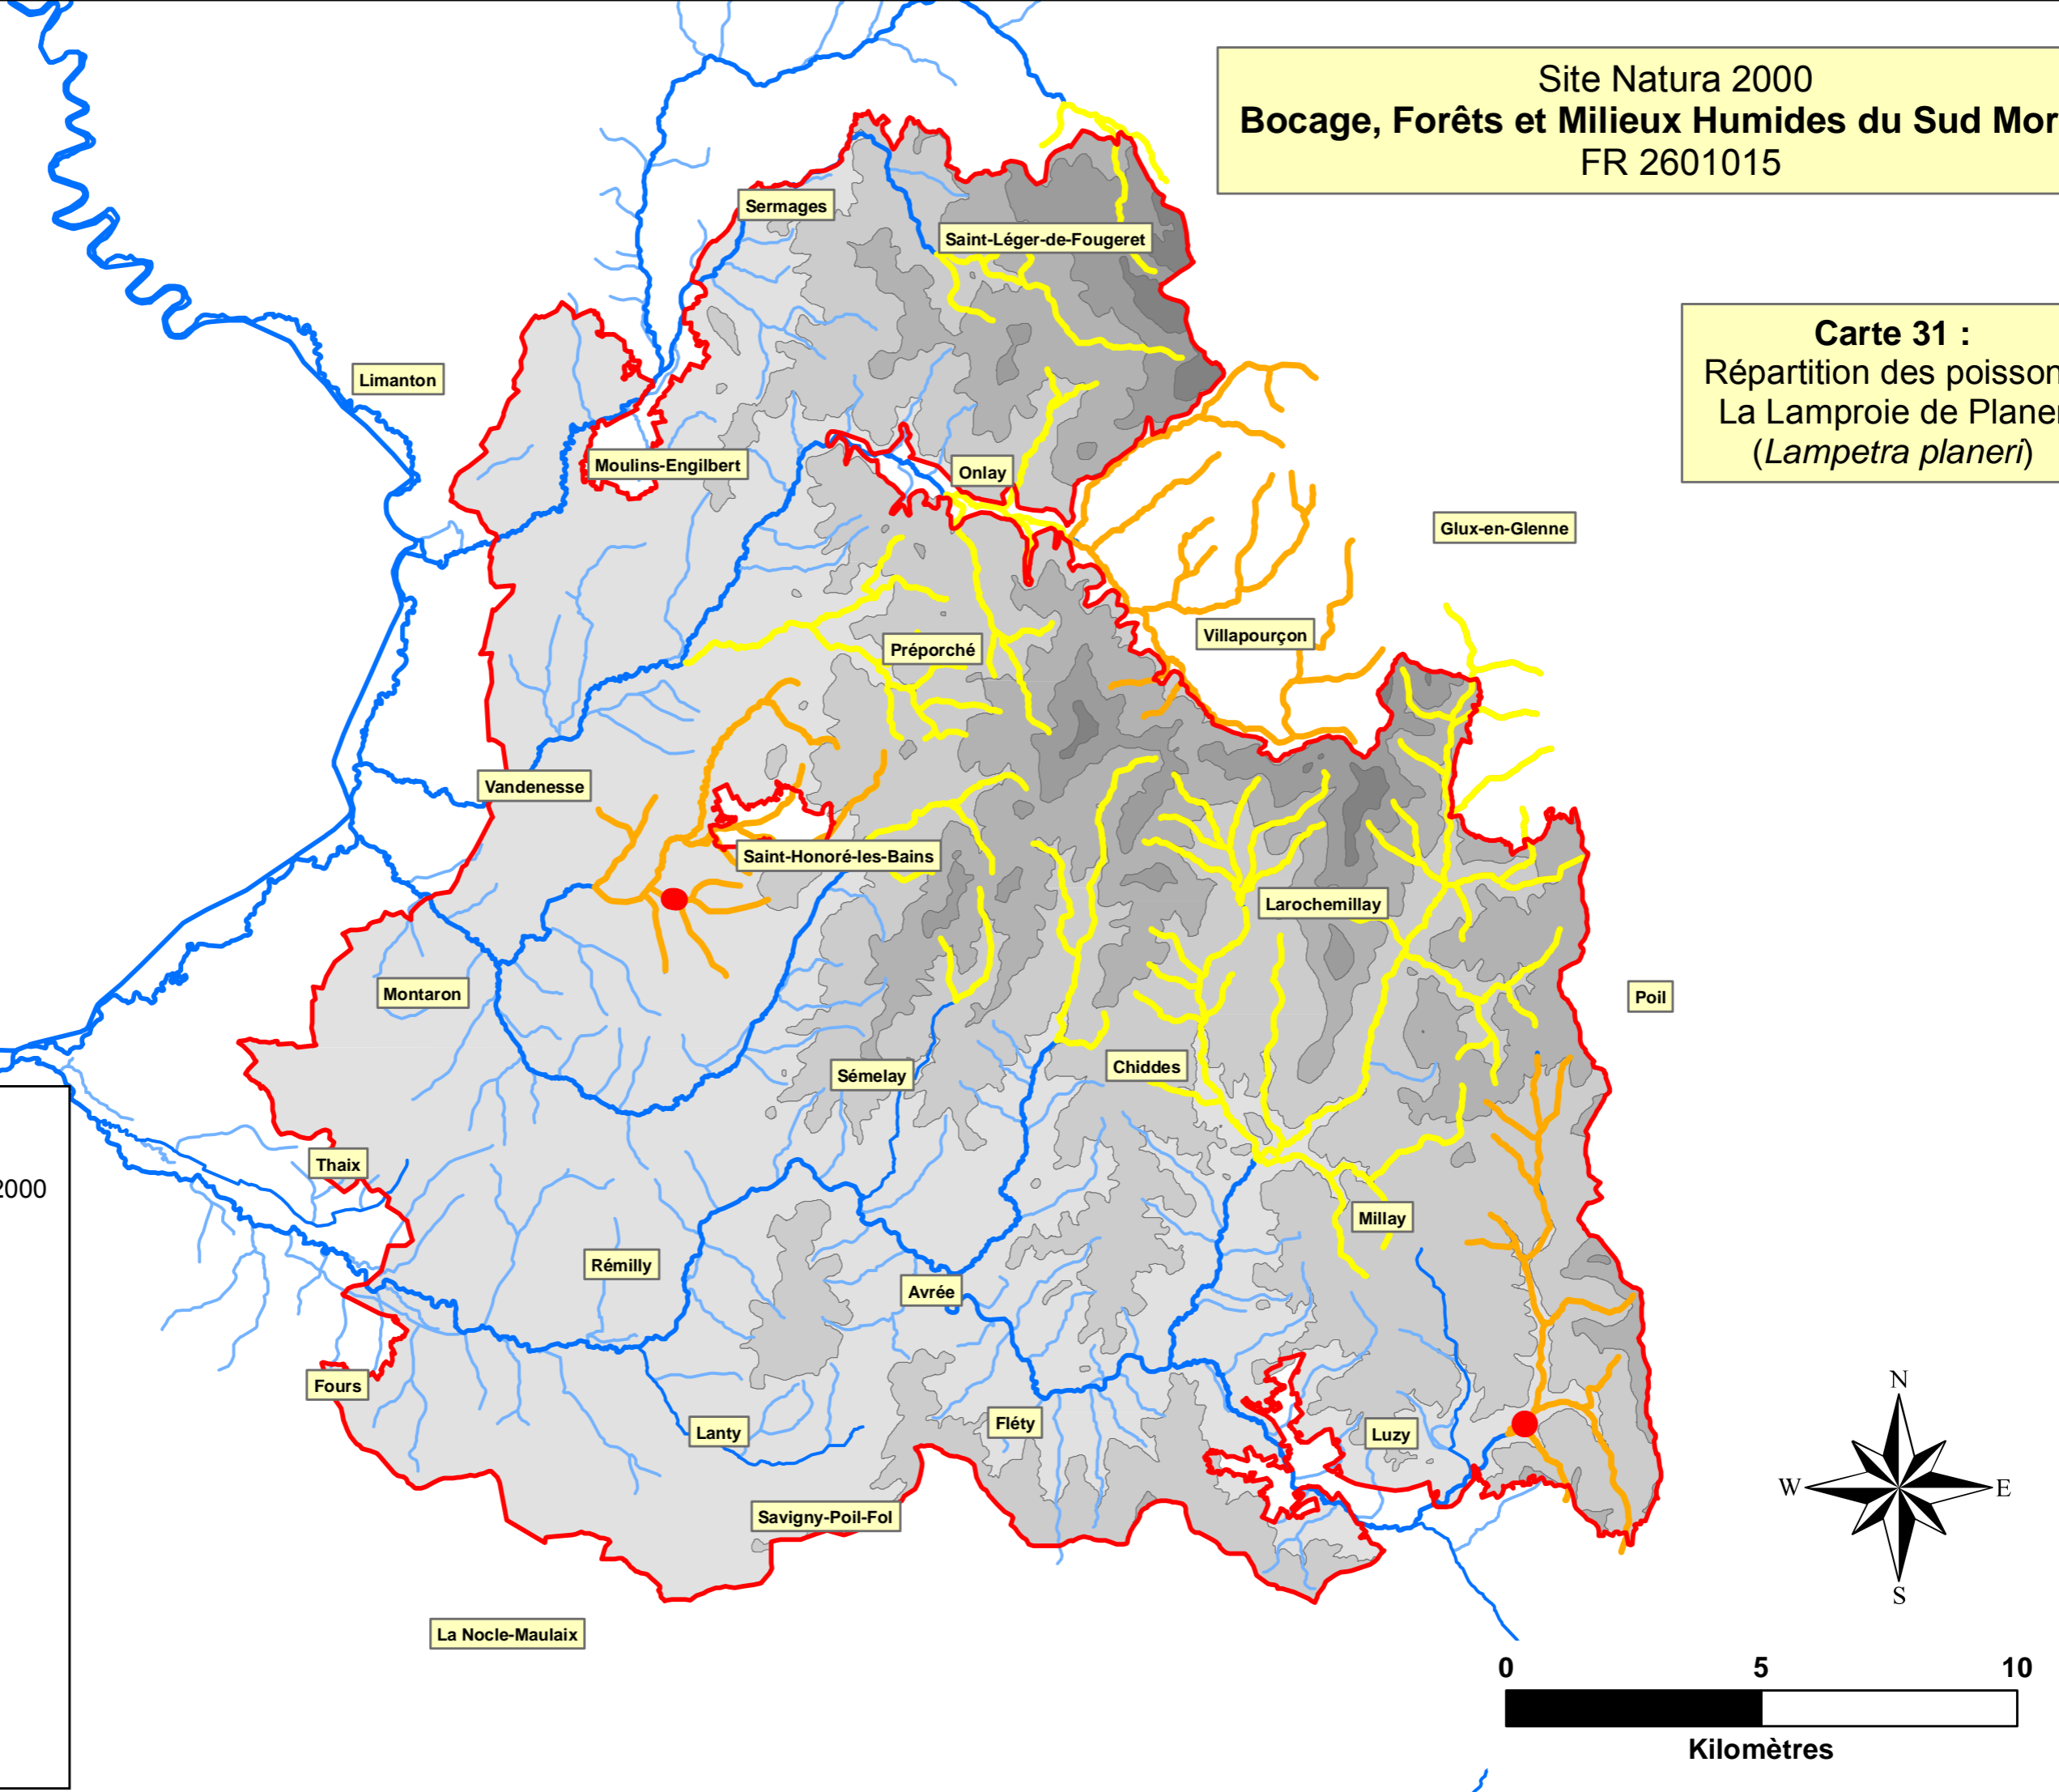 Site Natura 2000
Bocage, Forêts et Milieux Humides du Sud Mor
FR 2601015
Carte 31 :
Répartition des poisson
La Lamproie de Planer
(Lampetra planeri)
Sermages
Saint-Léger-de-Fougeret
Limanton
Moulins-Engilbert
Onlay
Glux-en-Glenne
Villapourçon
Préporché
Vandenesse
Saint-Honoré-les-Bains
Larochemillay
Montaron
Poil
Sémelay
Chiddes
Thaix
2000
Millay
Rémilly
Avrée
Fours
Lanty
Fléty
Luzy
Savigny-Poil-Fol
La Nocle-Maulaix
N
W
E
S
0 5 10
Kilomètres